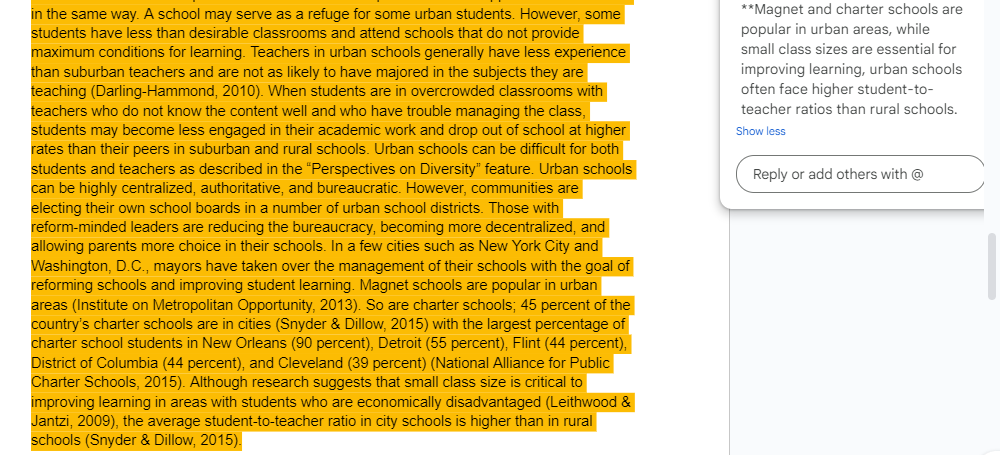 in the same way. A school may serve as a refuge for some urban students. However, some
students have less than desirable classrooms and attend schools that do not provide
maximum conditions for learning. Teachers in urban schools generally have less experience
than suburban teachers and are not as likely to have majored in the subjects they are
teaching (Darling-Hammond, 2010). When students are in overcrowded classrooms with
teachers who do not know the content well and who have trouble managing the class,
students may become less engaged in their academic work and drop out of school at higher
rates than their peers in suburban and rural schools. Urban schools can be difficult for both
students and teachers as described in the “Perspectives on Diversity” feature. Urban schools
can be highly centralized, authoritative, and bureaucratic. However, communities are
electing their own school boards in a number of urban school districts. Those with
reform-minded leaders are reducing the bureaucracy, becoming more decentralized, and
allowing parents more choice in their schools. In a few cities such as New York City and
Washington, D.C., mayors have taken over the management of their schools with the goal of
reforming schools and improving student learning. Magnet schools are popular in urban
areas (Institute on Metropolitan Opportunity, 2013). So are charter schools; 45 percent of the
country’s charter schools are in cities (Snyder & Dillow, 2015) with the largest percentage of
charter school students in New Orleans (90 percent), Detroit (55 percent), Flint (44 percent),
District of Columbia (44 percent), and Cleveland (39 percent) (National Alliance for Public
Charter Schools, 2015). Although research suggests that small class size is critical to
improving learning in areas with students who are economically disadvantaged (Leithwood &
Jantzi, 2009), the average student-to-teacher ratio in city schools is higher than in rural
schools (Snyder & Dillow, 2015).
**Magnet and charter schools are
popular in urban areas, while
small class sizes are essential for
improving learning, urban schools
often face higher student-to-
teacher ratios than rural schools.
Show less
Reply or add others with @